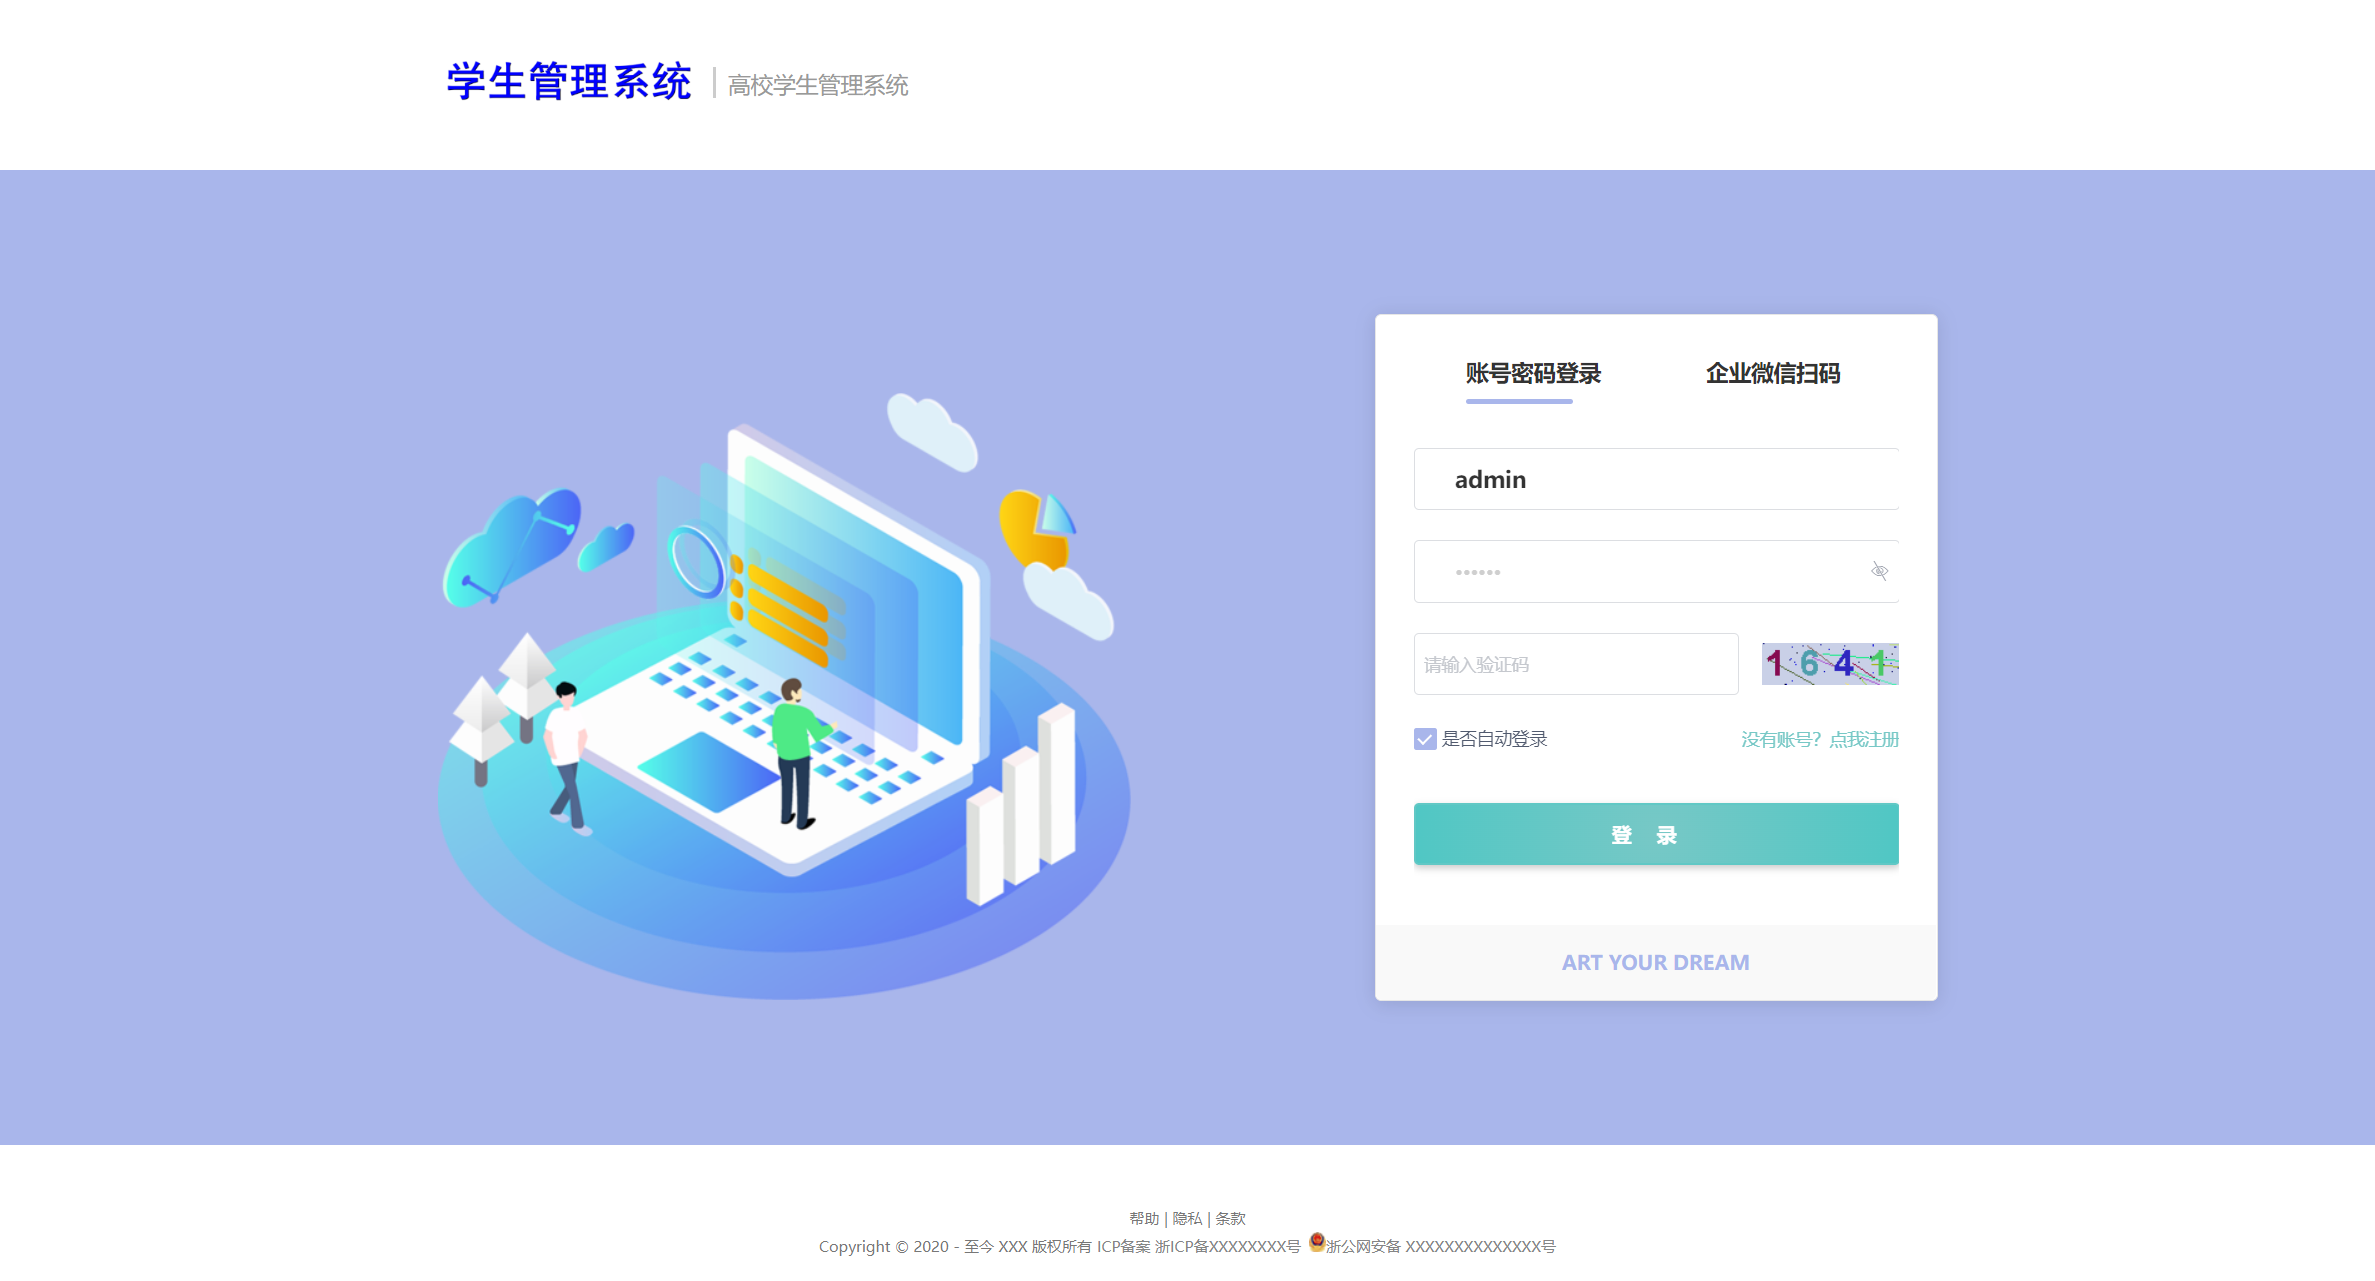 学生管理系统 高校学生管理系统
账号密码登录 企业微信扫码
admin
••••••
请输入验证码 1641
是否自动登录 没有账号？点我注册
登 录
ART YOUR DREAM
帮助 | 隐私 | 条款
Copyright © 2020 - 至今 XXX 版权所有 ICP备案 浙ICP备XXXXXXXX号 浙公网安备 XXXXXXXXXXXXXX号